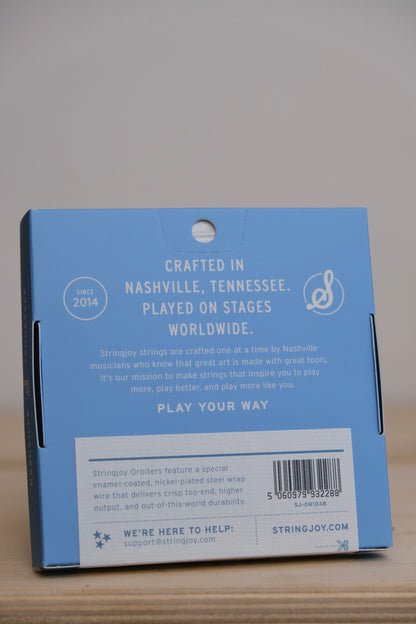 CRAFTED IN
NASHVILLE, TENNESSEE.
PLAYED ON STAGES
WORLDWIDE.
SINCE
2014
Stringjoy strings are crafted one at a time by Nashville
musicians who know that great art is made with great tools.
It's our mission to make strings that inspire you to play
more, play better, and play more like you.
PLAY YOUR WAY
Stringjoy Orbiters feature a special
enamel-coated, nickel-plated steel wrap
wire that delivers crisp top-end, higher
output, and out-of-this-world durability.
5 060979 932288
SJ-OR1048
WE'RE HERE TO HELP:
support@stringjoy.com
STRINGJOY.COM